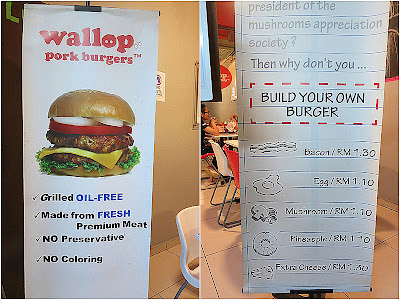 wallop
pork burgers™
✓ Grilled OIL-FREE
✓ Made from FRESH
Premium Meat
✓ NO Preservative
✓ NO Coloring
president of the
mushrooms appreciation
society ?
Then why don't you ...
BUILD YOUR OWN
BURGER
Bacon / RM 1.30
Egg / RM 1.10
Mushroom / RM 1.10
Pineapple / RM 1.10
Extra Cheese / RM 1.30